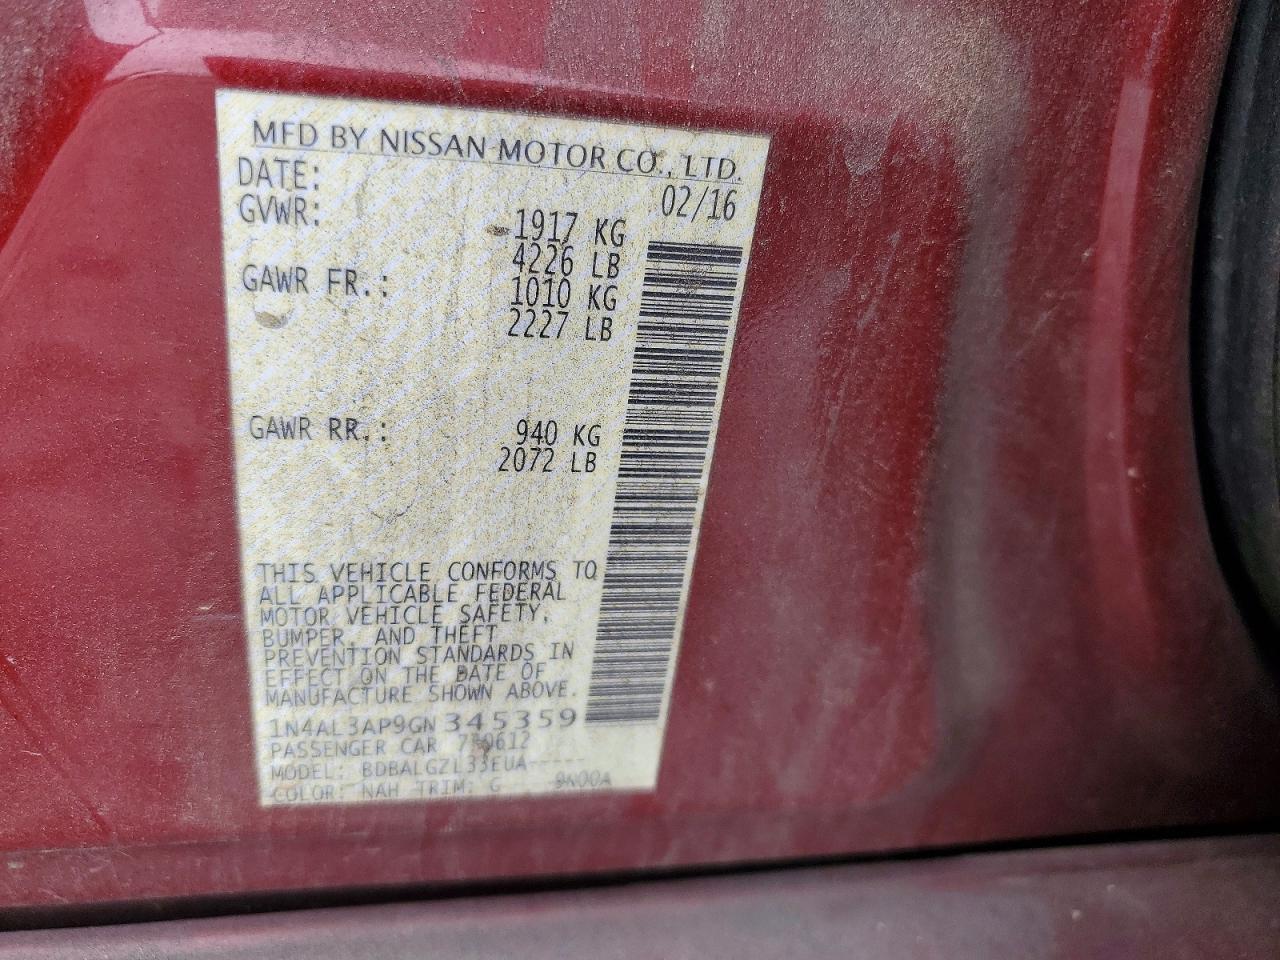 MFD BY NISSAN MOTOR CO., LTD.
DATE: 02/16
GVWR: 1917 KG
4226 LB
GAWR FR.: 1010 KG
2227 LB
GAWR RR.: 940 KG
2072 LB
THIS VEHICLE CONFORMS TO
ALL APPLICABLE FEDERAL
MOTOR VEHICLE SAFETY,
BUMPER, AND THEFT
PREVENTION STANDARDS IN
EFFECT ON THE DATE OF
MANUFACTURE SHOWN ABOVE.
1N4AL3AP9GN345359
PASSENGER CAR
MODEL: BDBALGZL33EUA-----
COLOR: NAH TRIM: G 9N00A